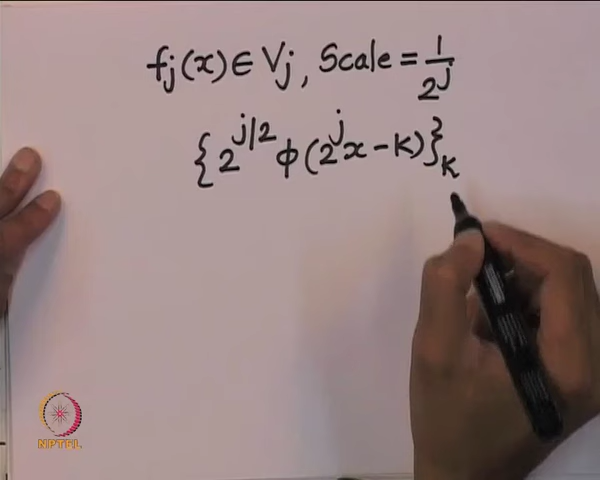 fj(x) ∈ Vj, Scale = 1/2^j
{2^{j/2} φ(2^j x - k)}_k
NPTEL